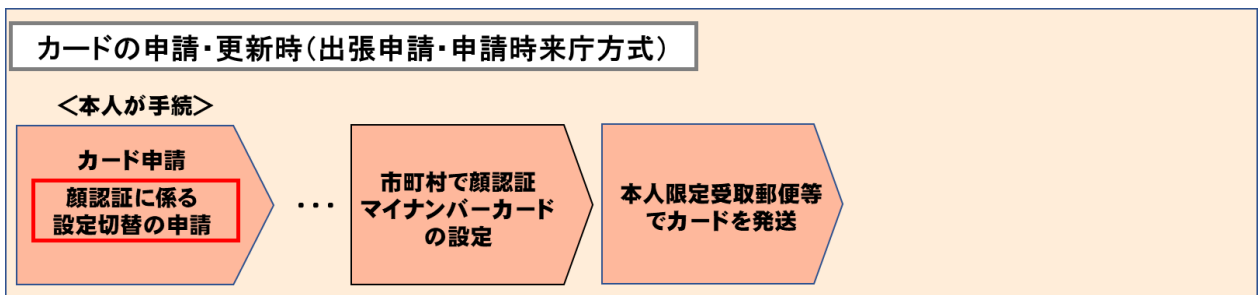 カードの申請・更新時(出張申請・申請時来庁方式)
＜本人が手続＞
カード申請
顔認証に係る
設定切替の申請
・・・
市町村で顔認証
マイナンバーカード
の設定
本人限定受取郵便等
でカードを発送